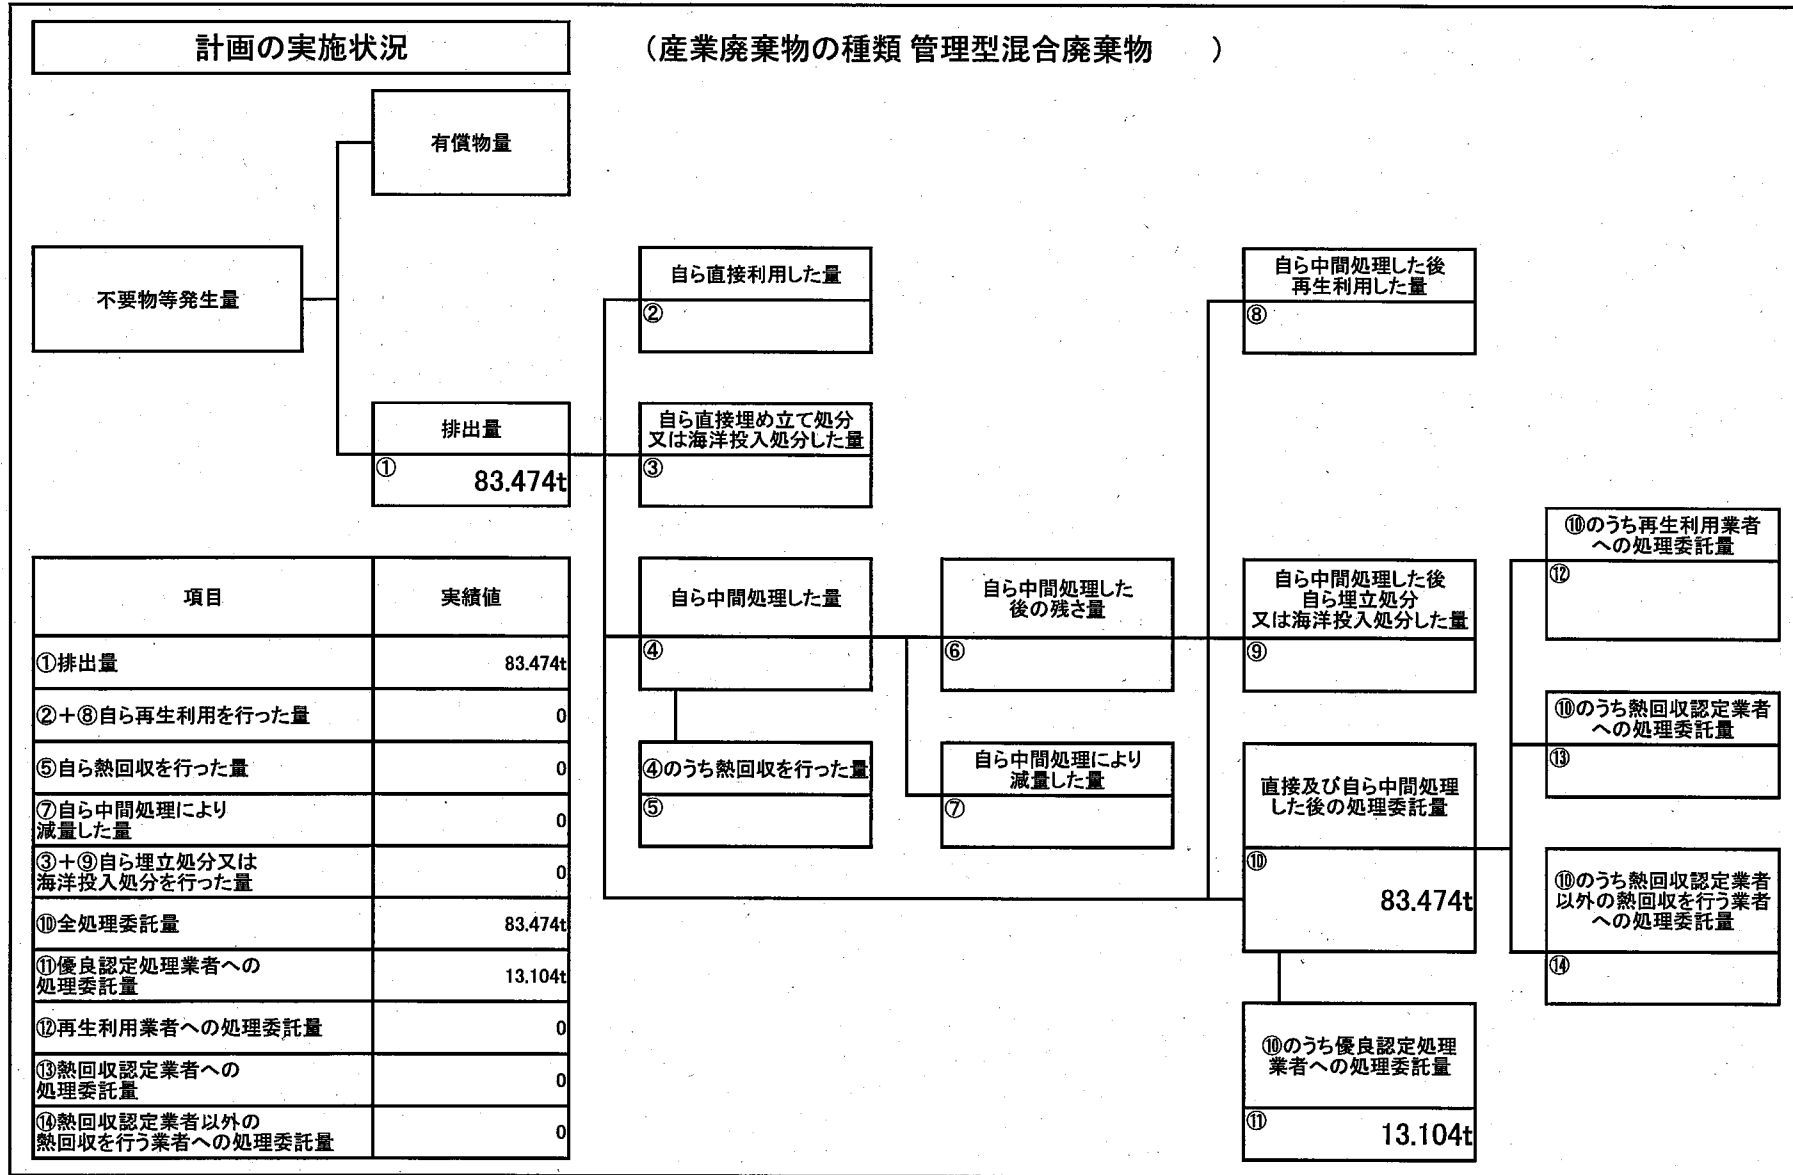 計画の実施状況
（産業廃棄物の種類 管理型混合廃棄物　　）
有償物量
不要物等発生量
排出量
①
83.474t
自ら直接利用した量
②
自ら直接埋め立て処分
又は海洋投入処分した量
③
自ら中間処理した量
④
④のうち熱回収を行った量
⑤
自ら中間処理した
後の残さ量
⑥
自ら中間処理により
減量した量
⑦
自ら中間処理した後
再生利用した量
⑧
自ら中間処理した後
自ら埋立処分
又は海洋投入処分した量
⑨
直接及び自ら中間処理
した後の処理委託量
⑩
83.474t
⑩のうち優良認定処理
業者への処理委託量
⑪
13.104t
⑩のうち再生利用業者
への処理委託量
⑫
⑩のうち熱回収認定業者
への処理委託量
⑬
⑩のうち熱回収認定業者
以外の熱回収を行う業者
への処理委託量
⑭
項目 実績値
①排出量 83.474t
②＋⑧自ら再生利用を行った量 0
⑤自ら熱回収を行った量 0
⑦自ら中間処理により
減量した量 0
③＋⑨自ら埋立処分又は
海洋投入処分を行った量 0
⑩全処理委託量 83.474t
⑪優良認定処理業者への
処理委託量 13.104t
⑫再生利用業者への処理委託量 0
⑬熱回収認定業者への
処理委託量 0
⑭熱回収認定業者以外の
熱回収を行う業者への処理委託量 0